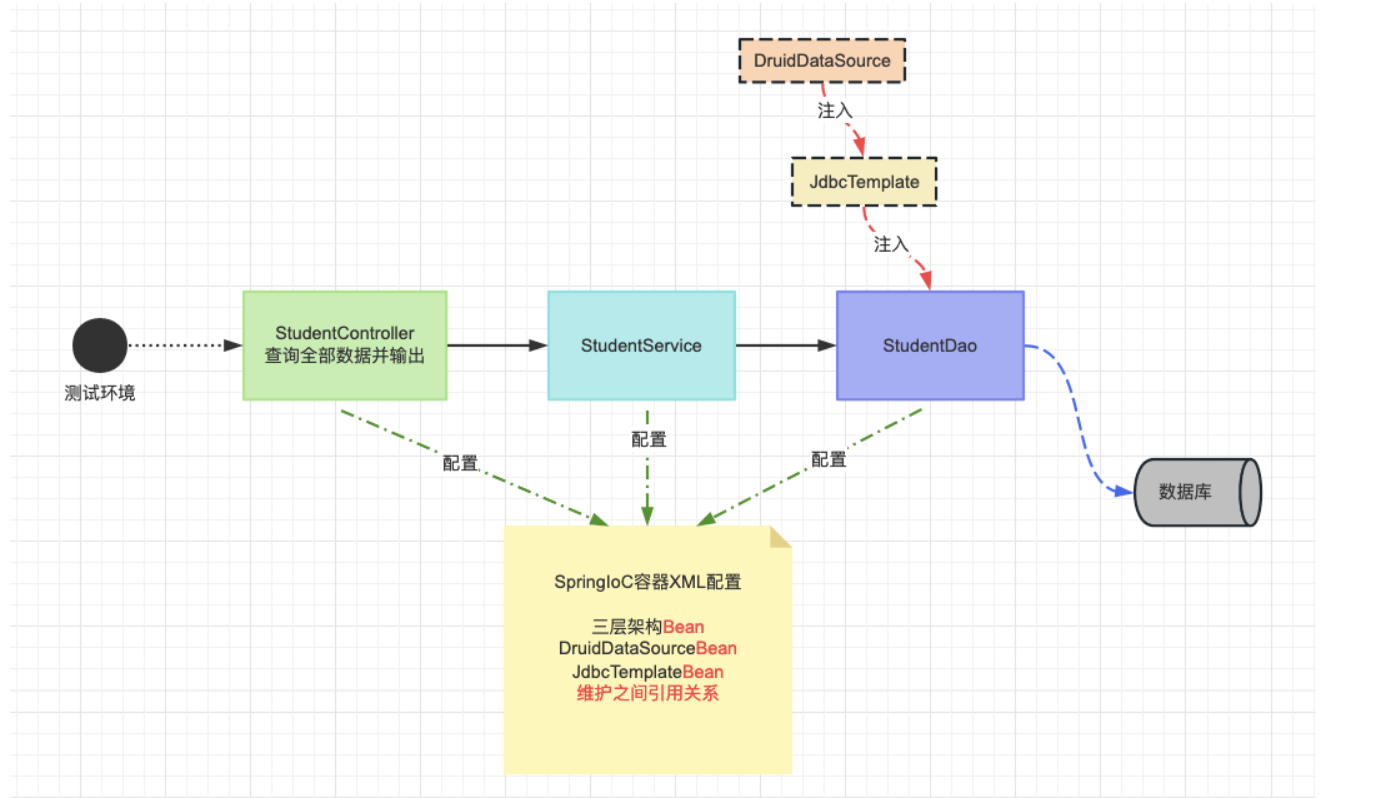 DruidDataSource
注入
JdbcTemplate
注入
StudentController
查询全部数据并输出
StudentService
StudentDao
测试环境
配置
配置
配置
数据库
SpringIoC容器XML配置
三层架构Bean
DruidDataSourceBean
JdbcTemplateBean
维护之间引用关系